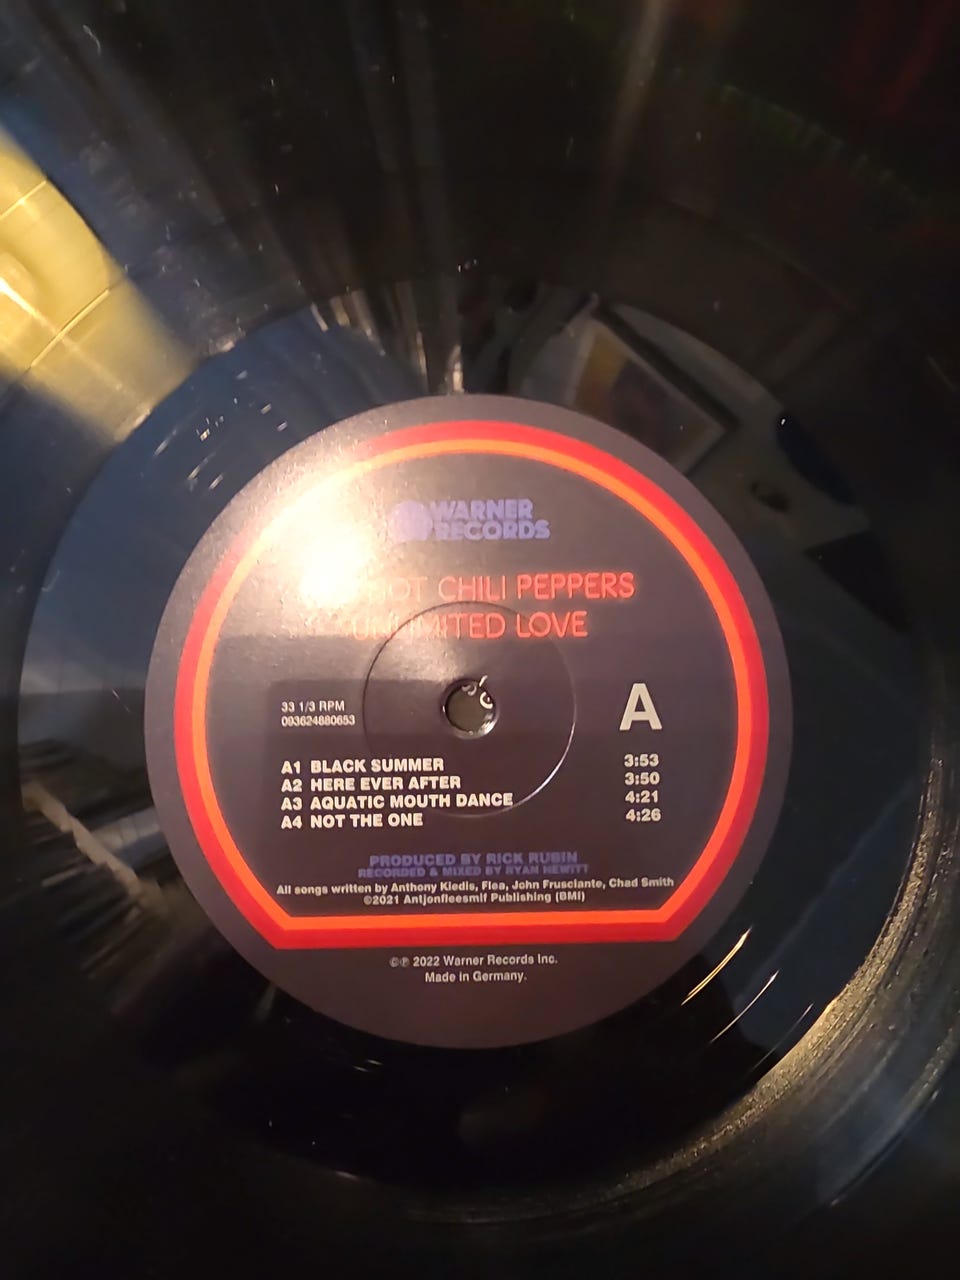 WARNER
RECORDS
HOT CHILI PEPPERS
UNLIMITED LOVE
33 1/3 RPM
093624880653
A
A1 BLACK SUMMER 3:53
A2 HERE EVER AFTER 3:50
A3 AQUATIC MOUTH DANCE 4:21
A4 NOT THE ONE 4:26
PRODUCED BY RICK RUBIN
RECORDED & MIXED BY RYAN HEWITT
All songs written by Anthony Kiedis, Flea, John Frusciante, Chad Smith
©2021 Antjonfleesmif Publishing (BMI)
©℗ 2022 Warner Records Inc.
Made in Germany.